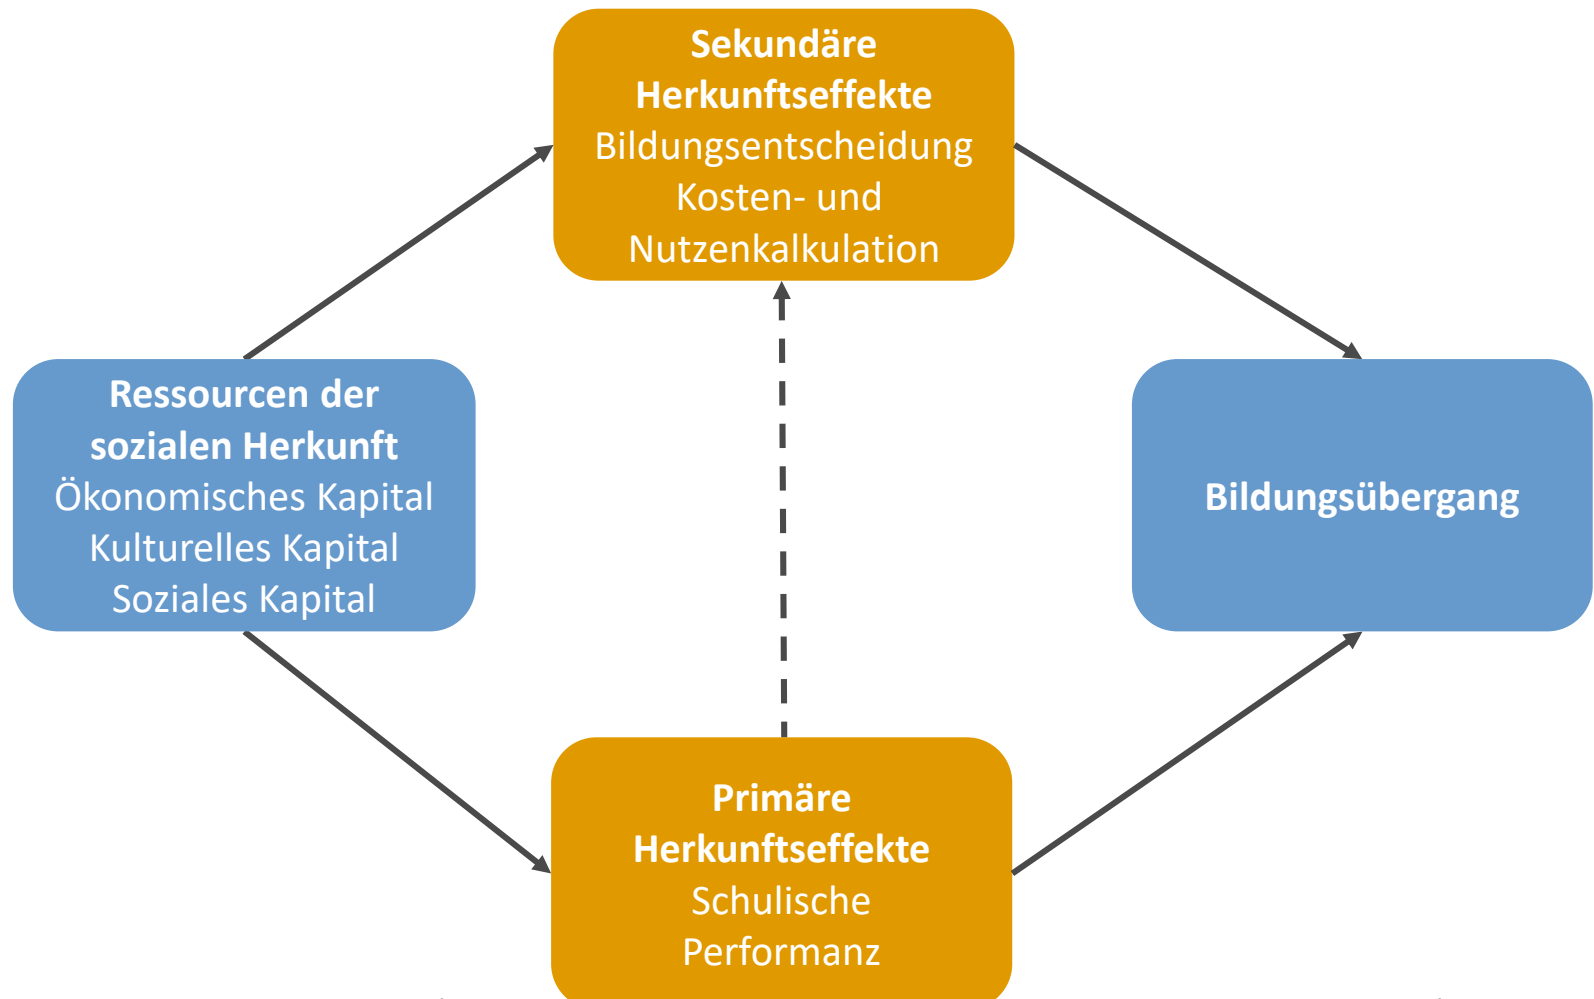 Sekundäre
Herkunftseffekte
Bildungsentscheidung
Kosten- und
Nutzenkalkulation
Ressourcen der
sozialen Herkunft
Ökonomisches Kapital
Kulturelles Kapital
Soziales Kapital
Bildungsübergang
Primäre
Herkunftseffekte
Schulische
Performanz